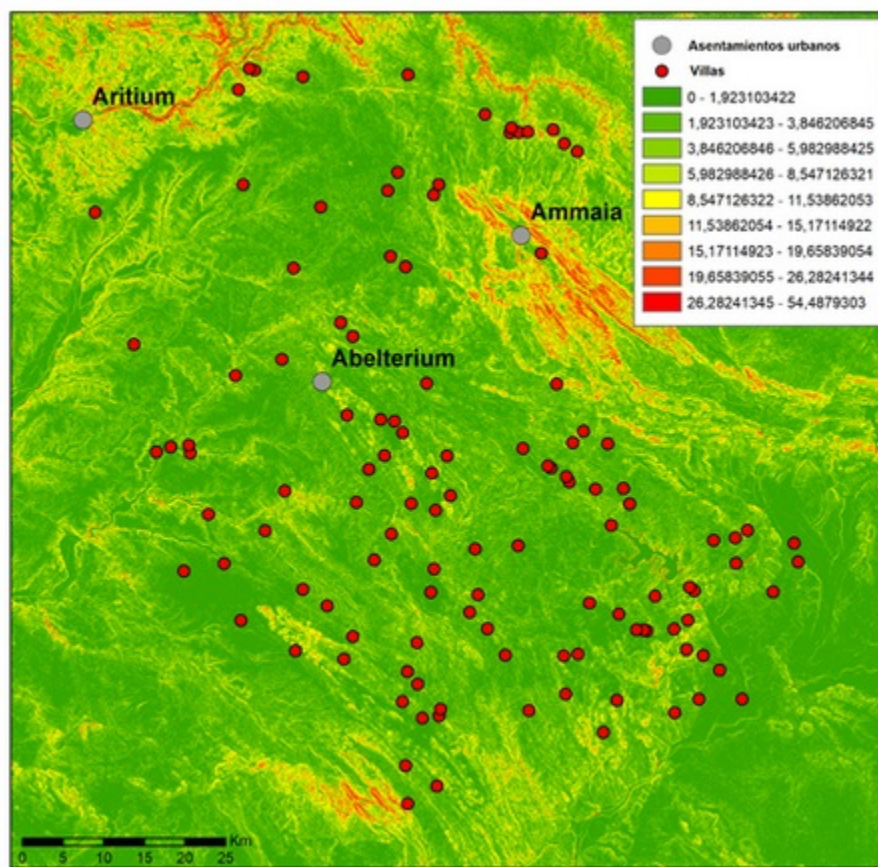 Asentamientos urbanos
Villas
0 - 1,923103422
1,923103423 - 3,846206845
3,846206846 - 5,982988425
5,982988426 - 8,547126321
8,547126322 - 11,53862053
11,53862054 - 15,17114922
15,17114923 - 19,65839054
19,65839055 - 26,28241344
26,28241345 - 54,4879303
Aritium
Ammaia
Abelterium
Km
0 5 10 15 20 25